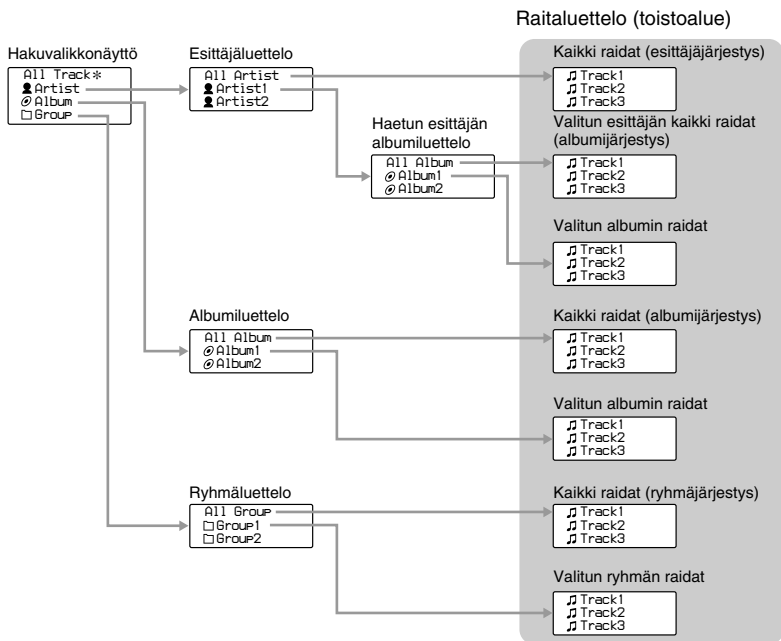 Raitaluettelo (toistoalue)
Hakuvalikkonäyttö
All Track*
Artist
Album
Group
Esittäjäluettelo
All Artist
Artist1
Artist2
Haetun esittäjän
albumiluettelo
All Album
Album1
Album2
Kaikki raidat (esittäjäjärjestys)
Track1
Track2
Track3
Valitun esittäjän kaikki raidat
(albumijärjestys)
Track1
Track2
Track3
Valitun albumin raidat
Track1
Track2
Track3
Albumiluettelo
All Album
Album1
Album2
Kaikki raidat (albumijärjestys)
Track1
Track2
Track3
Valitun albumin raidat
Track1
Track2
Track3
Ryhmäluettelo
All Group
Group1
Group2
Kaikki raidat (ryhmäjärjestys)
Track1
Track2
Track3
Valitun ryhmän raidat
Track1
Track2
Track3